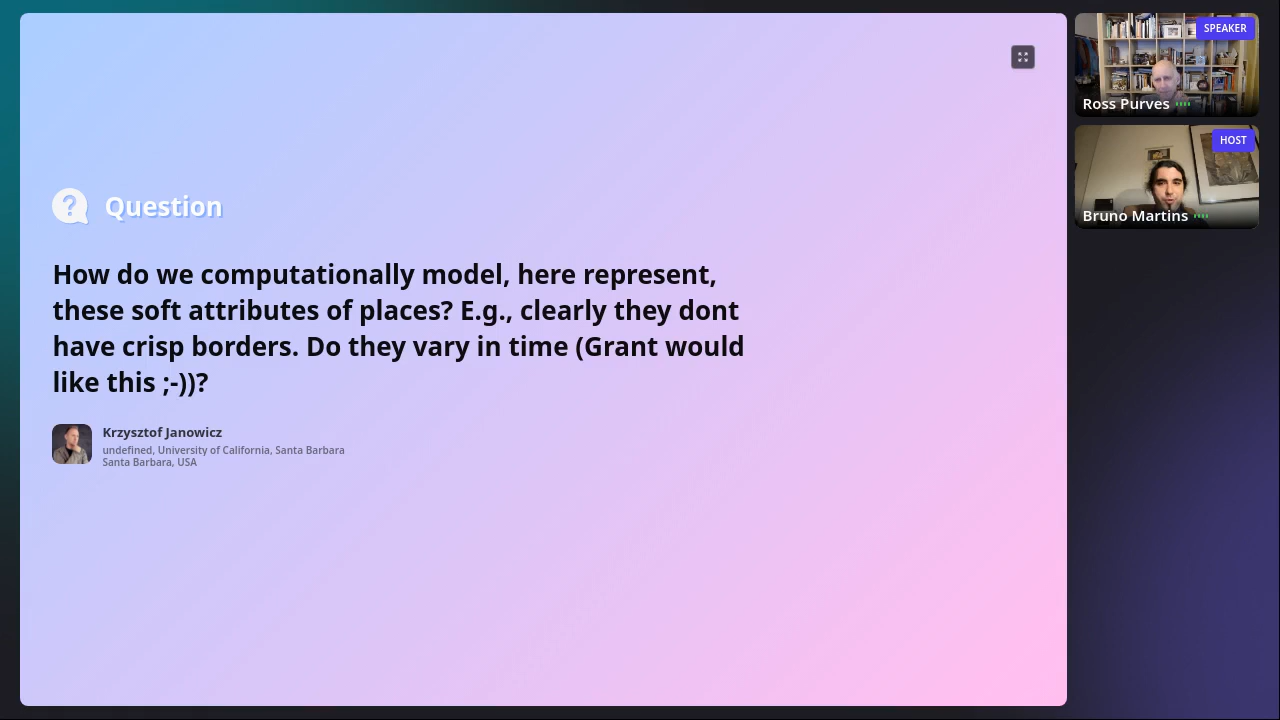 Question
How do we computationally model, here represent,
these soft attributes of places? E.g., clearly they dont
have crisp borders. Do they vary in time (Grant would
like this ;-))?
Krzysztof Janowicz
undefined, University of California, Santa Barbara
Santa Barbara, USA
SPEAKER
Ross Purves
HOST
Bruno Martins